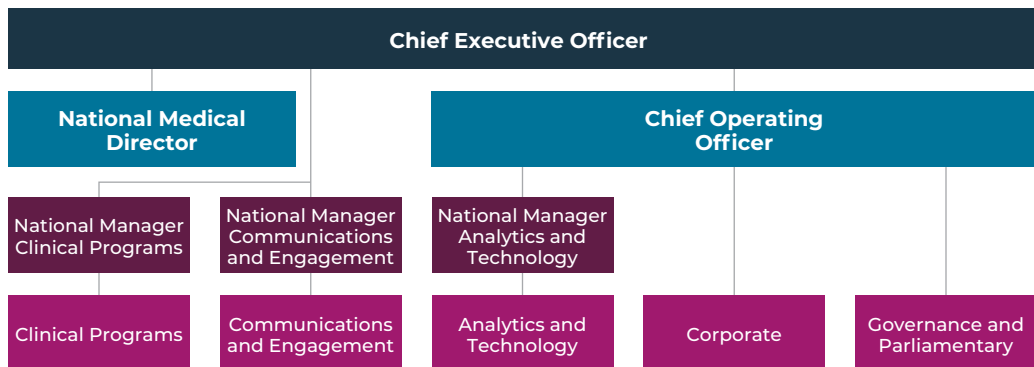 Chief Executive Officer
National Medical
Director
Chief Operating
Officer
National Manager
Clinical Programs
National Manager
Communications
and Engagement
National Manager
Analytics and
Technology
Clinical Programs
Communications
and Engagement
Analytics and
Technology
Corporate
Governance and
Parliamentary